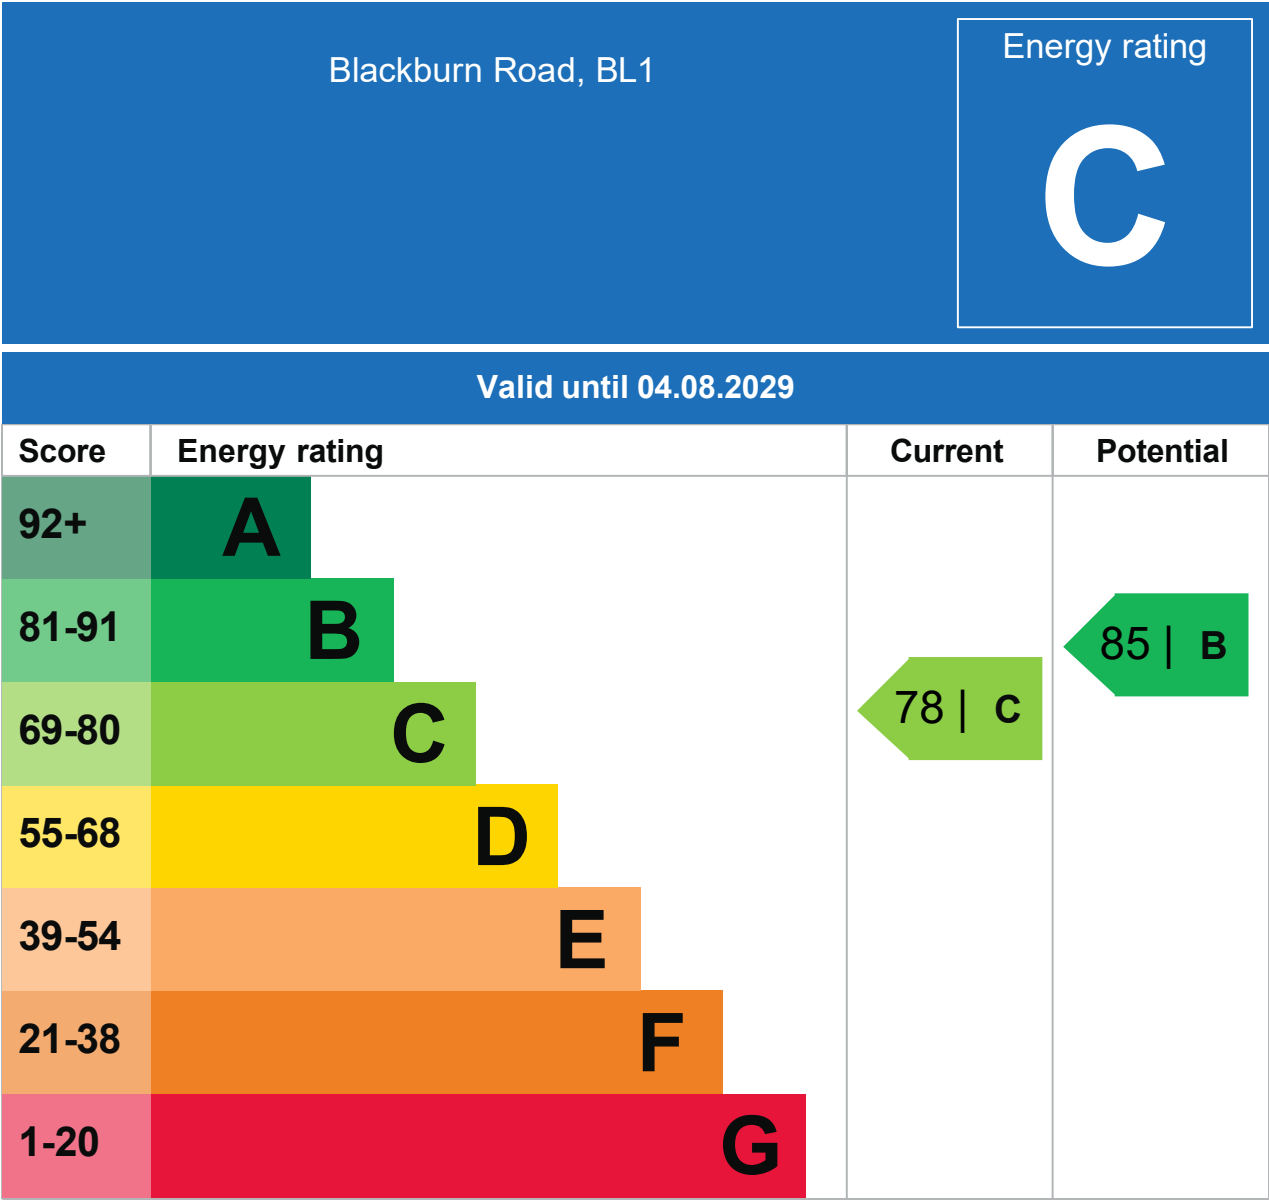 Blackburn Road, BL1
Energy rating
C
Valid until 04.08.2029
Score Energy rating Current Potential
92+ A
81-91 B
85 | B
69-80 C
78 | C
55-68 D
39-54 E
21-38 F
1-20 G